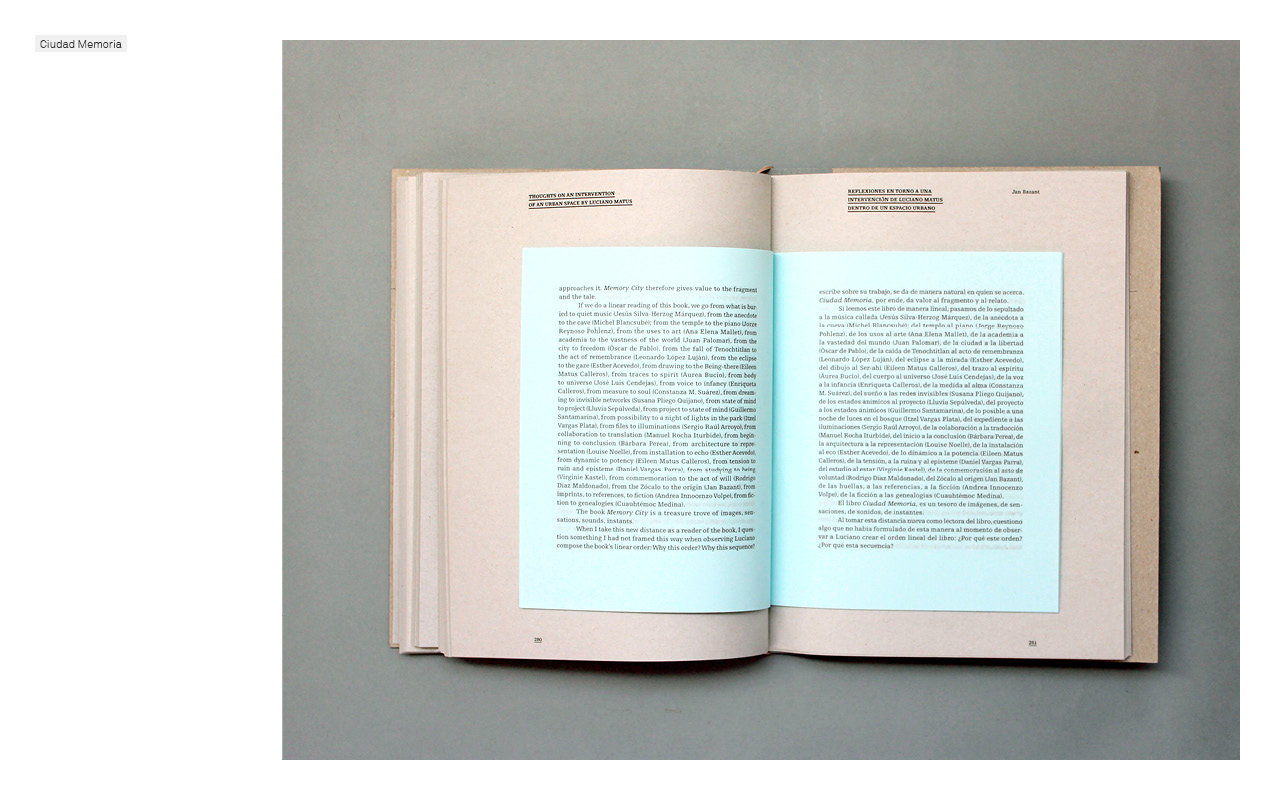 Ciudad Memoria
THOUGHTS ON AN INTERVENTION
OF AN URBAN SPACE BY LUCIANO MATUS
approaches it. Memory City therefore gives value to the fragment
and the tale.
If we do a linear reading of this book, we go from what is bur-
ied to quiet music (Jesús Silva-Herzog Márquez), from the anecdote
to the cave (Michel Blancsubé); from the temple to the piano (Jorge
Reynoso Pohlenz), from the uses to art (Ana Elena Mallet), from
academia to the vastness of the world (Juan Palomar), from the
city to freedom (Óscar de Pablo), from the fall of Tenochtitlan to
the act of remembrance (Leonardo López Luján), from the eclipse
to the gaze (Esther Acevedo), from drawing to the Being-there (Eileen
Matus Calleros), from traces to spirit (Áurea Bucio), from body
to universe (José Luis Cendejas), from voice to infancy (Enriqueta
Calleros), from measure to soul (Constanza M. Suárez), from dream-
ing to invisible networks (Susana Pliego Quijano), from state of mind
to project (Lluvia Sepúlveda), from project to state of mind (Guillermo
Santamarina), from possibility to a night of lights in the park (Itzel
Vargas Plata), from files to illuminations (Sergio Raúl Arroyo), from
collaboration to translation (Manuel Rocha Iturbide), from begin-
ning to conclusion (Bárbara Perea), from architecture to repre-
sentation (Louise Noelle), from installation to echo (Esther Acevedo),
from dynamic to potency (Eileen Matus Calleros), from tension to
ruin and episteme (Daniel Vargas Parra), from studying to being
(Virginie Kastel), from commemoration to the act of will (Rodrigo
Díaz Maldonado), from the Zócalo to the origin (Jan Bazant), from
imprints, to references, to fiction (Andrea Innocenzo Volpe), from fic-
tion to genealogies (Cuauhtémoc Medina).
The book Memory City is a treasure trove of images, sen-
sations, sounds, instants.
When I take this new distance as a reader of the book, I ques-
tion something I had not framed this way when observing Luciano
compose the book's linear order: Why this order? Why this sequence?
280
REFLEXIONES EN TORNO A UNA
INTERVENCIÓN DE LUCIANO MATUS
DENTRO DE UN ESPACIO URBANO
Jan Bazant
escribe sobre su trabajo, se da de manera natural en quien se acerca.
Ciudad Memoria, por ende, da valor al fragmento y al relato.
Si leemos este libro de manera lineal, pasamos de lo sepultado
a la música callada (Jesús Silva-Herzog Márquez), de la anécdota a
la cueva (Michel Blancsubé); del templo al piano (Jorge Reynoso
Pohlenz), de los usos al arte (Ana Elena Mallet), de la academia a
la vastedad del mundo (Juan Palomar), de la ciudad a la libertad
(Óscar de Pablo), de la caída de Tenochtitlan al acto de remembranza
(Leonardo López Luján), del eclipse a la mirada (Esther Acevedo),
del dibujo al Ser-ahí (Eileen Matus Calleros), del trazo al espíritu
(Áurea Bucio), del cuerpo al universo (José Luis Cendejas), de la voz
a la infancia (Enriqueta Calleros), de la medida al alma (Constanza
M. Suárez), del sueño a las redes invisibles (Susana Pliego Quijano),
de los estados anímicos al proyecto (Lluvia Sepúlveda), del proyecto
a los estados anímicos (Guillermo Santamarina), de lo posible a una
noche de luces en el bosque (Itzel Vargas Plata), del expediente a las
iluminaciones (Sergio Raúl Arroyo), de la colaboración a la traducción
(Manuel Rocha Iturbide), del inicio a la conclusión (Bárbara Perea), de
la arquitectura a la representación (Louise Noelle), de la instalación
al eco (Esther Acevedo), de lo dinámico a la potencia (Eileen Matus
Calleros), de la tensión, a la ruina y al episteme (Daniel Vargas Parra),
del estudio al estar (Virginie Kastel), de la conmemoración al acto de
voluntad (Rodrigo Díaz Maldonado), del Zócalo al origen (Jan Bazant),
de las huellas, a las referencias, a la ficción (Andrea Innocenzo
Volpe), de la ficción a las genealogías (Cuauhtémoc Medina).
El libro Ciudad Memoria, es un tesoro de imágenes, de sen-
saciones, de sonidos, de instantes.
Al tomar esta distancia nueva como lectora del libro, cuestiono
algo que no había formulado de esta manera al momento de obser-
var a Luciano crear el orden lineal del libro: ¿Por qué este orden?
¿Por qué esta secuencia?
281